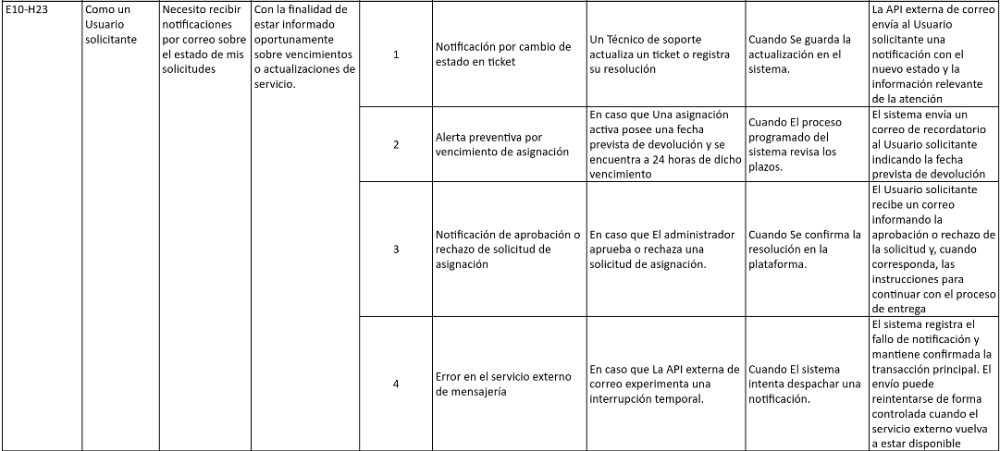 E10-H23
Como un
Usuario
solicitante
Necesito recibir
notificaciones
por correo sobre
el estado de mis
solicitudes
Con la finalidad de
estar informado
oportunamente
sobre vencimientos
o actualizaciones de
servicio.
1
Notificación por cambio de
estado en ticket
Un Técnico de soporte
actualiza un ticket o registra
su resolución
Cuando Se guarda la
actualización en el
sistema.
La API externa de correo
envía al Usuario
solicitante una
notificación con el
nuevo estado y la
información relevante
de la atención
2
Alerta preventiva por
vencimiento de asignación
En caso que Una asignación
activa posee una fecha
prevista de devolución y se
encuentra a 24 horas de dicho
vencimiento
Cuando El proceso
programado del
sistema revisa los
plazos.
El sistema envía un
correo de recordatorio
al Usuario solicitante
indicando la fecha
prevista de devolución
3
Notificación de aprobación o
rechazo de solicitud de
asignación
En caso que El administrador
aprueba o rechaza una
solicitud de asignación.
Cuando Se confirma la
resolución en la
plataforma.
El Usuario solicitante
recibe un correo
informando la
aprobación o rechazo de
la solicitud y, cuando
corresponda, las
instrucciones para
continuar con el proceso
de entrega
4
Error en el servicio externo
de mensajería
En caso que La API externa de
correo experimenta una
interrupción temporal.
Cuando El sistema
intenta despachar una
notificación.
El sistema registra el
fallo de notificación y
mantiene confirmada la
transacción principal. El
envío puede
reintentarse de forma
controlada cuando el
servicio externo vuelva
a estar disponible